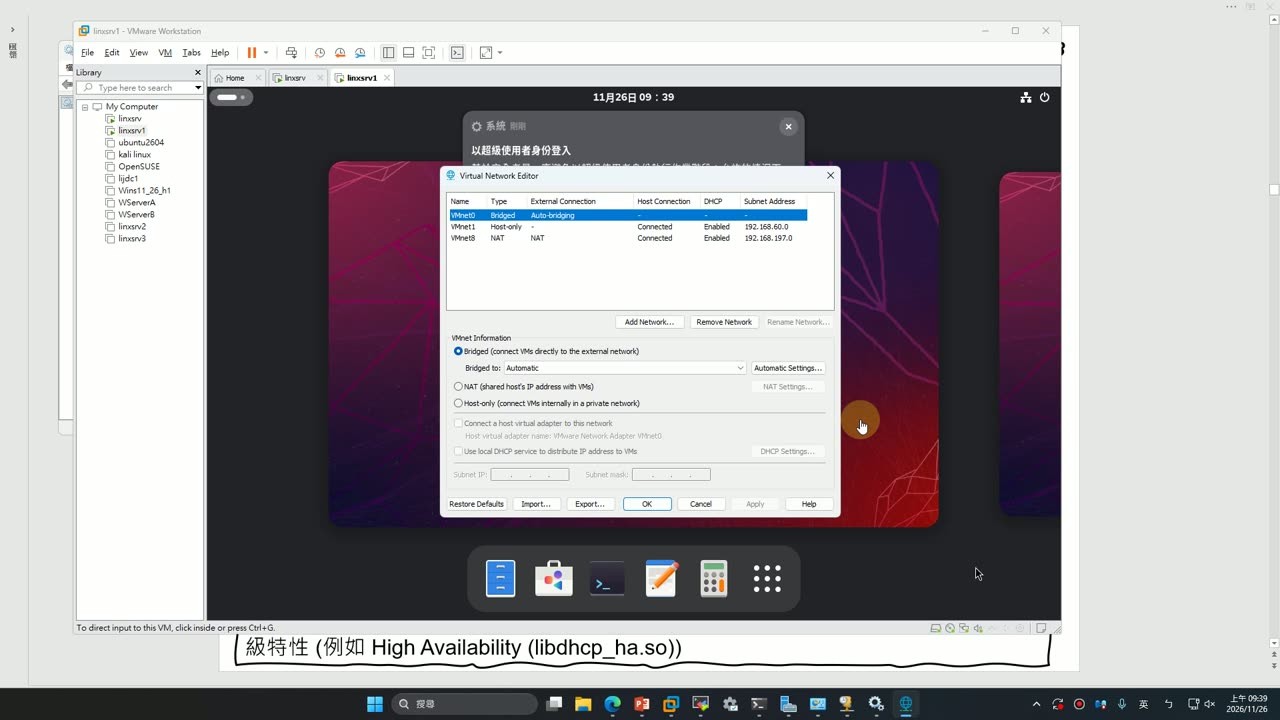 linxsrv1 - VMware Workstation
File Edit View VM Tabs Help
Library
Type here to search
Home
linxsrv
linxsrv1
My Computer
linxsrv
linxsrv1
ubuntu2604
kali linux
OpenSUSE
lijdc1
Wins11_26_h1
WServerA
WServerB
linxsrv2
linxsrv3
11月26日 09：39
系統 剛剛
以超級使用者身份登入
Virtual Network Editor
Name Type External Connection Host Connection DHCP Subnet Address
VMnet0 Bridged Auto-bridging - - -
VMnet1 Host-only - Connected Enabled 192.168.60.0
VMnet8 NAT NAT Connected Enabled 192.168.197.0
Add Network... Remove Network Rename Network...
VMnet Information
Bridged (connect VMs directly to the external network)
Bridged to: Automatic Automatic Settings...
NAT (shared host's IP address with VMs) NAT Settings...
Host-only (connect VMs internally in a private network)
Connect a host virtual adapter to this network
Host virtual adapter name: VMware Network Adapter VMnet0
Use local DHCP service to distribute IP address to VMs DHCP Settings...
Subnet IP: . . . Subnet mask: . . .
Restore Defaults Import... Export... OK Cancel Apply Help
To direct input to this VM, click inside or press Ctrl+G.
級特性 (例如 High Availability (libdhcp_ha.so))
搜尋
英
上午 09:39
2026/11/26